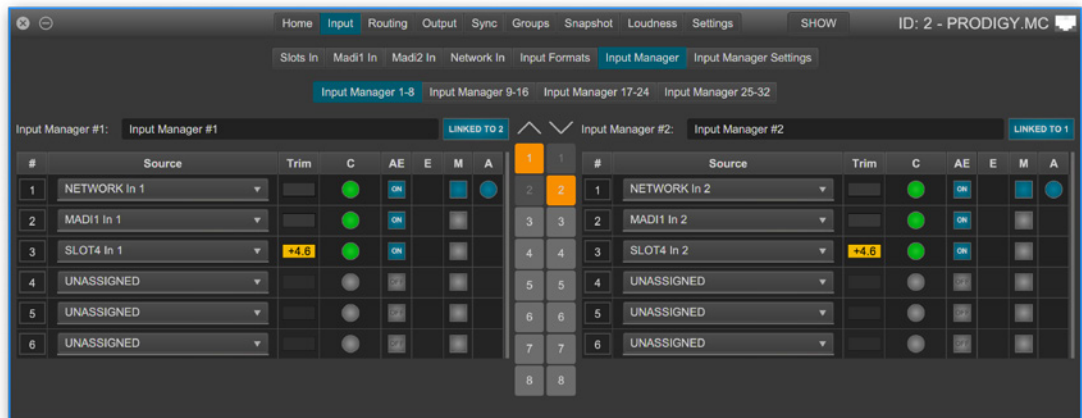 Home Input Routing Output Sync Groups Snapshot Loudness Settings SHOW ID: 2 - PRODIGY.MC
Slots In Madi1 In Madi2 In Network In Input Formats Input Manager Input Manager Settings
Input Manager 1-8 Input Manager 9-16 Input Manager 17-24 Input Manager 25-32
Input Manager #1: Input Manager #1 LINKED TO 2 Input Manager #2: Input Manager #2 LINKED TO 1
# Source Trim C AE E M A 1 1 # Source Trim C AE E M A
1 NETWORK In 1 ON 2 2 1 NETWORK In 2 ON
2 MADI1 In 1 ON 3 3 2 MADI1 In 2 ON
3 SLOT4 In 1 +4.6 ON 4 4 3 SLOT4 In 2 +4.6 ON
4 UNASSIGNED OFF 5 5 4 UNASSIGNED OFF
5 UNASSIGNED OFF 6 6 5 UNASSIGNED OFF
6 UNASSIGNED OFF 7 7 6 UNASSIGNED OFF
8 8